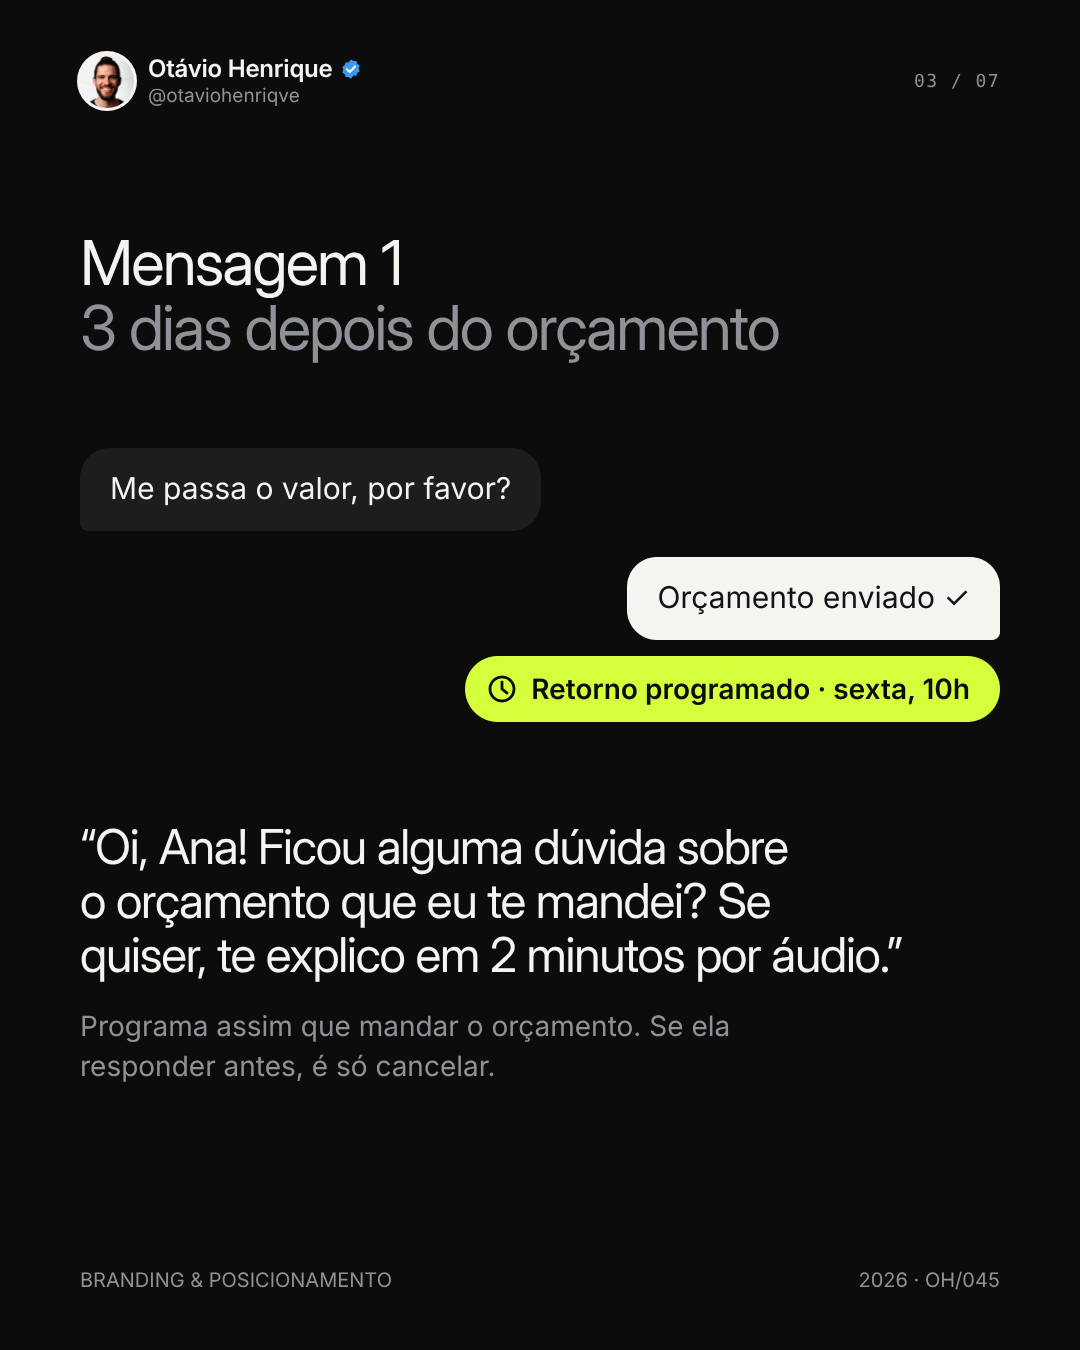 Otávio Henrique
@otaviohenriqve
03 / 07
Mensagem 1
3 dias depois do orçamento
Me passa o valor, por favor?
Orçamento enviado ✓
Retorno programado · sexta, 10h
“Oi, Ana! Ficou alguma dúvida sobre
o orçamento que eu te mandei? Se
quiser, te explico em 2 minutos por áudio.”
Programa assim que mandar o orçamento. Se ela
responder antes, é só cancelar.
BRANDING & POSICIONAMENTO
2026 · OH/045